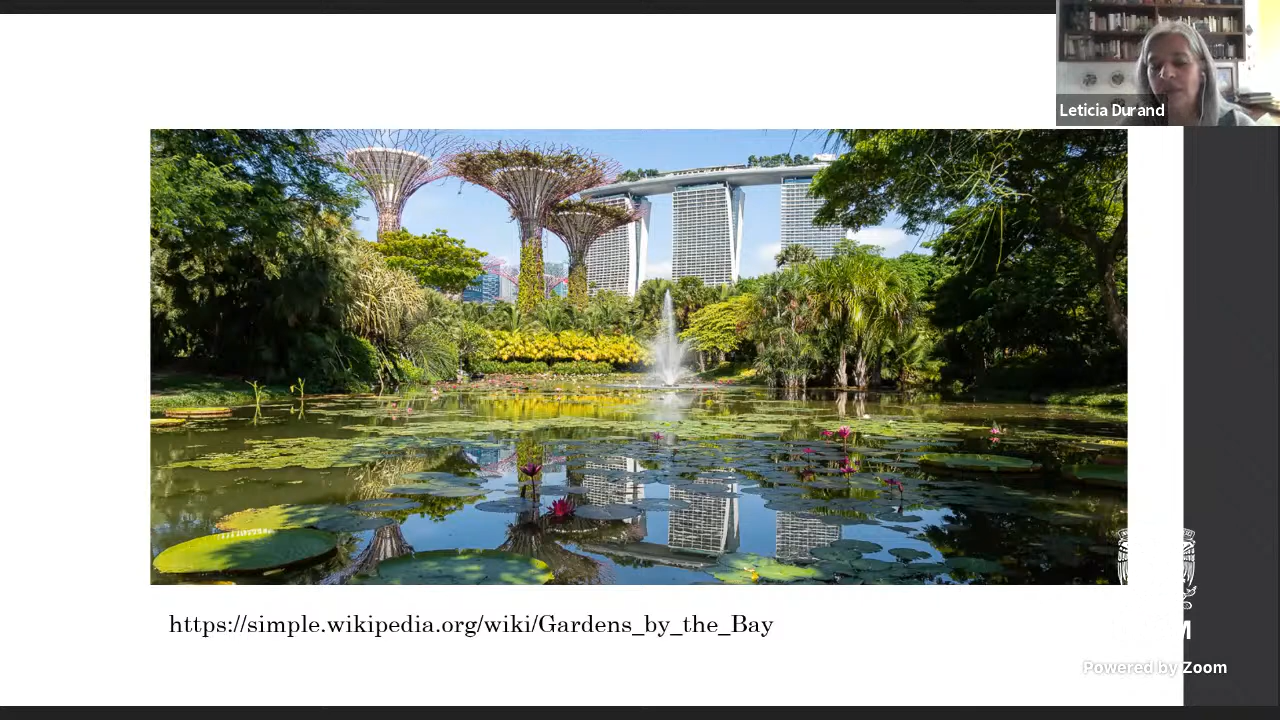 Leticia Durand
https://simple.wikipedia.org/wiki/Gardens_by_the_Bay
Powered by Zoom